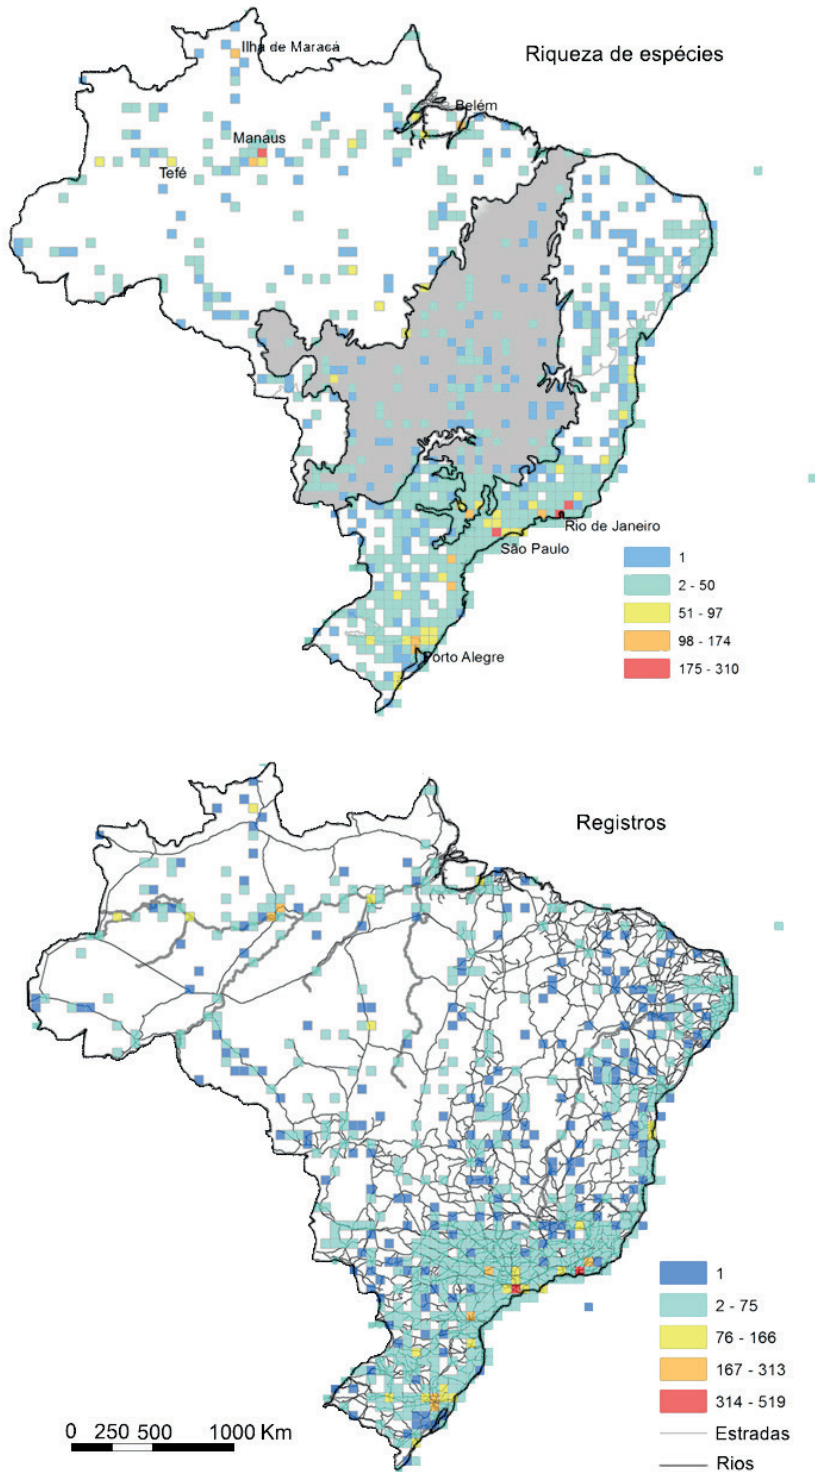 Ilha de Maracá
Riqueza de espécies
Belém
Manaus
Tefé
Rio de Janeiro
São Paulo
Porto Alegre
1
2 - 50
51 - 97
98 - 174
175 - 310
Registros
1
2 - 75
76 - 166
167 - 313
314 - 519
Estradas
Rios
0 250 500 1000 Km